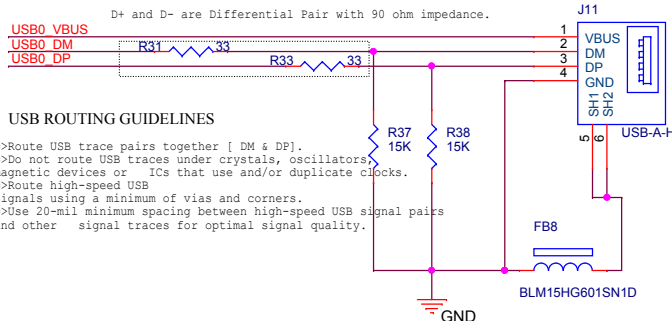 D+ and D- are Differential Pair with 90 ohm impedance.
J11
USB0_VBUS
USB0_DM
USB0_DP
R31
33
R33
33
1
2
3
4
VBUS
DM
DP
GND
SH1
SH2
5
6
USB-A-H
USB ROUTING GUIDELINES
>Route USB trace pairs together [ DM & DP].
>Do not route USB traces under crystals, oscillators,
agnetic devices or ICs that use and/or duplicate clocks.
>Route high-speed USB
ignals using a minimum of vias and corners.
>Use 20-mil minimum spacing between high-speed USB signal pairs
nd other signal traces for optimal signal quality.
R37
15K
R38
15K
FB8
BLM15HG601SN1D
GND